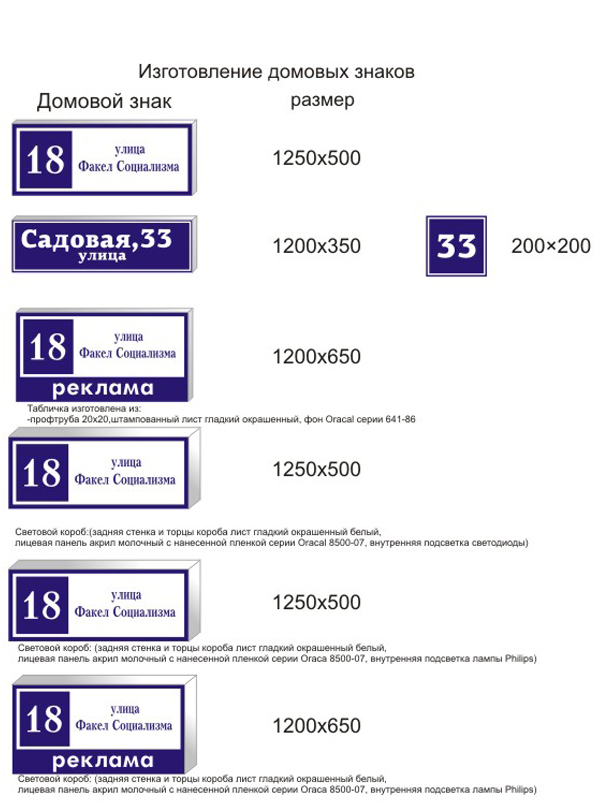 Изготовление домовых знаков
Домовой знак
размер
18
улица
Факел Социализма
1250x500
Садовая,33
улица
1200x350
33
200×200
18
улица
Факел Социализма
реклама
1200x650
Табличка изготовлена из:
-профтруба 20х20,штампованный лист гладкий окрашенный, фон Oracal серии 641-86
18
улица
Факел Социализма
1250x500
Световой короб:(задняя стенка и торцы короба лист гладкий окрашенный белый,
лицевая панель акрил молочный с нанесенной пленкой серии Oracal 8500-07, внутренняя подсветка светодиоды)
18
улица
Факел Социализма
1250x500
Световой короб: (задняя стенка и торцы короба лист гладкий окрашенный белый,
лицевая панель акрил молочный с нанесенной пленкой серии Oraca 8500-07, внутренняя подсветка лампы Philips)
18
улица
Факел Социализма
реклама
1200x650
Световой короб: (задняя стенка и торцы короба лист гладкий окрашенный белый,
лицевая панель акрил молочный с нанесенной пленкой серии Oraca 8500-07, внутренняя подсветка лампы Philips)